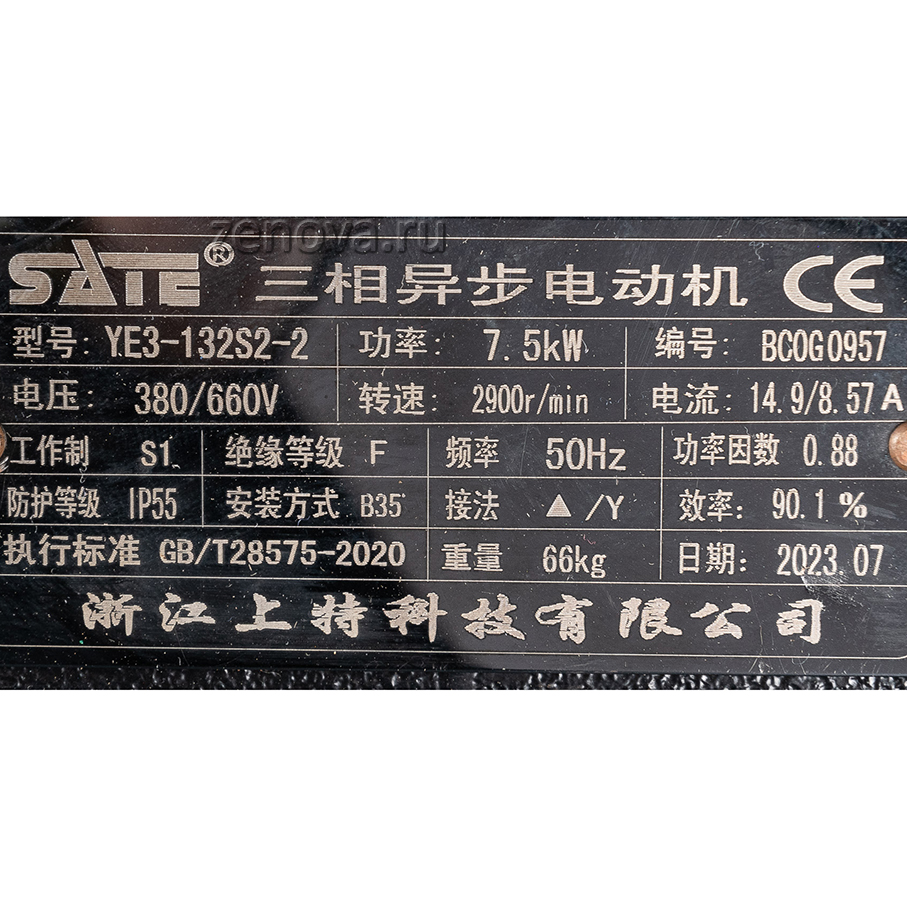 zenova.ru
SATE® 三相异步电动机 CE
型号: YE3-132S2-2 功率: 7.5kW 编号: BC0G0957
电压: 380/660V 转速: 2900r/min 电流: 14.9/8.57A
工作制 S1 绝缘等级 F 频率 50Hz 功率因数 0.88
防护等级 IP55 安装方式 B35 接法 ▲/Y 效率: 90.1%
执行标准 GB/T28575-2020 重量 66kg 日期: 2023.07
浙江上特科技有限公司